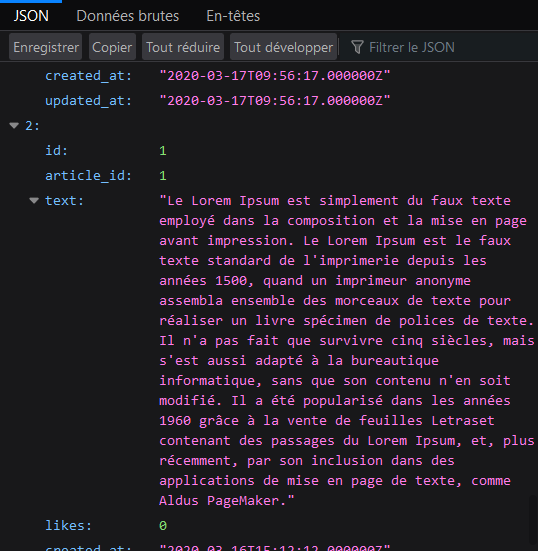 JSON Données brutes En-têtes
Enregistrer Copier Tout réduire Tout développer Filtrer le JSON
created_at: "2020-03-17T09:56:17.000000Z"
updated_at: "2020-03-17T09:56:17.000000Z"
2:
id: 1
article_id: 1
text: "Le Lorem Ipsum est simplement du faux texte
employé dans la composition et la mise en page
avant impression. Le Lorem Ipsum est le faux
texte standard de l'imprimerie depuis les
années 1500, quand un imprimeur anonyme
assembla ensemble des morceaux de texte pour
réaliser un livre spécimen de polices de texte.
Il n'a pas fait que survivre cinq siècles, mais
s'est aussi adapté à la bureautique
informatique, sans que son contenu n'en soit
modifié. Il a été popularisé dans les années
1960 grâce à la vente de feuilles Letraset
contenant des passages du Lorem Ipsum, et, plus
récemment, par son inclusion dans des
applications de mise en page de texte, comme
Aldus PageMaker."
likes: 0
created_at: "2020-03-16T15:12:12.000000Z"